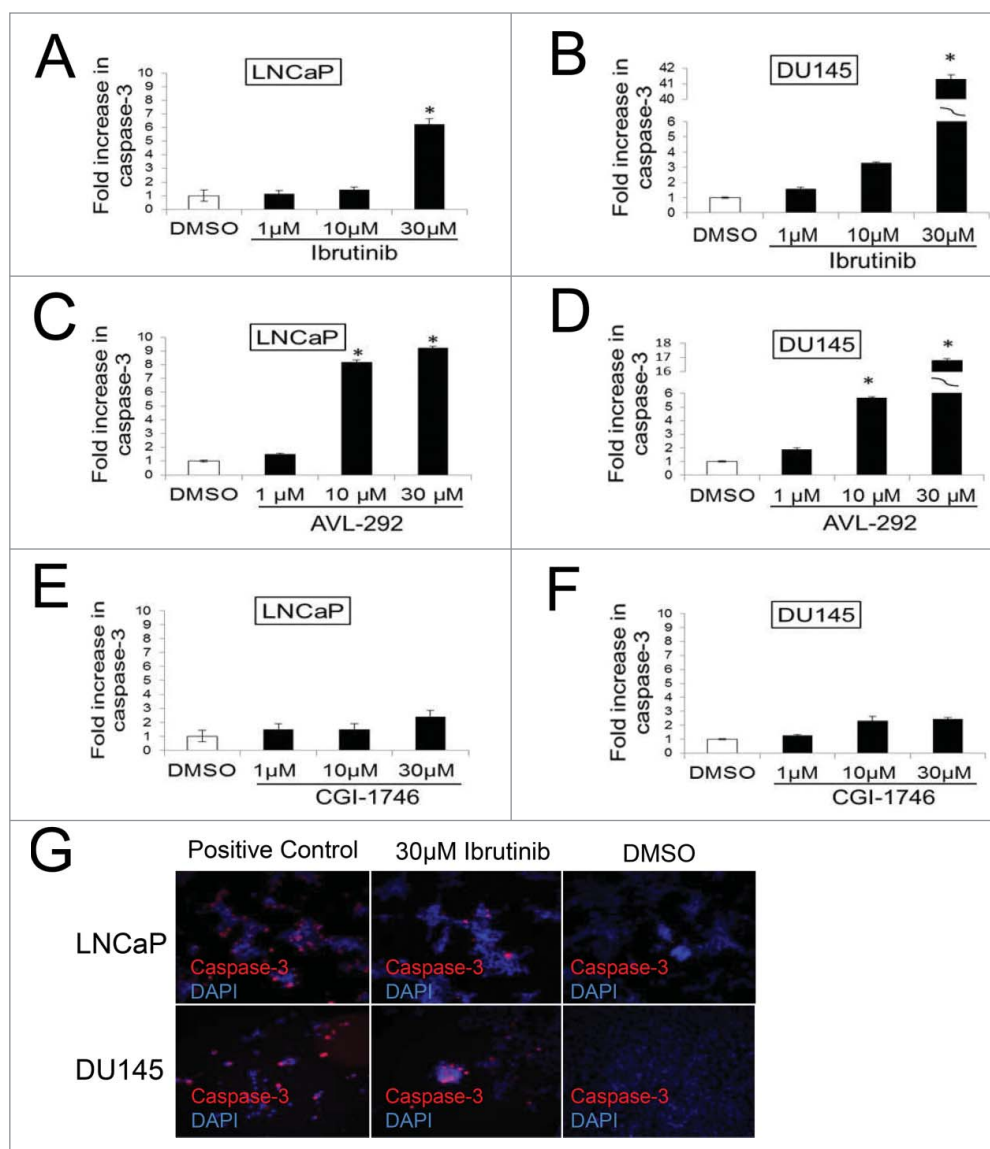 A
LNCaP
Fold increase in
caspase-3
10
9
8
7
6
5
4
3
2
1
0
*
DMSO 1µM 10µM 30µM
Ibrutinib
B
DU145
Fold increase in
caspase-3
42
41
40
6
5
4
3
2
1
0
*
DMSO 1µM 10µM 30µM
Ibrutinib
C
LNCaP
Fold increase in
caspase-3
10
9
8
7
6
5
4
3
2
1
0
* *
DMSO 1 µM 10 µM 30 µM
AVL-292
D
DU145
Fold increase in
caspase-3
18
17
16
6
5
4
3
2
1
0
* *
DMSO 1 µM 10 µM 30 µM
AVL-292
E
LNCaP
Fold increase in
caspase-3
10
9
8
7
6
5
4
3
2
1
0
DMSO 1µM 10µM 30µM
CGI-1746
F
DU145
Fold increase in
caspase-3
10
9
8
7
6
5
4
3
2
1
0
DMSO 1µM 10µM 30µM
CGI-1746
G
Positive Control 30µM Ibrutinib DMSO
LNCaP
Caspase-3 Caspase-3 Caspase-3
DAPI DAPI DAPI
DU145
Caspase-3 Caspase-3 Caspase-3
DAPI DAPI DAPI